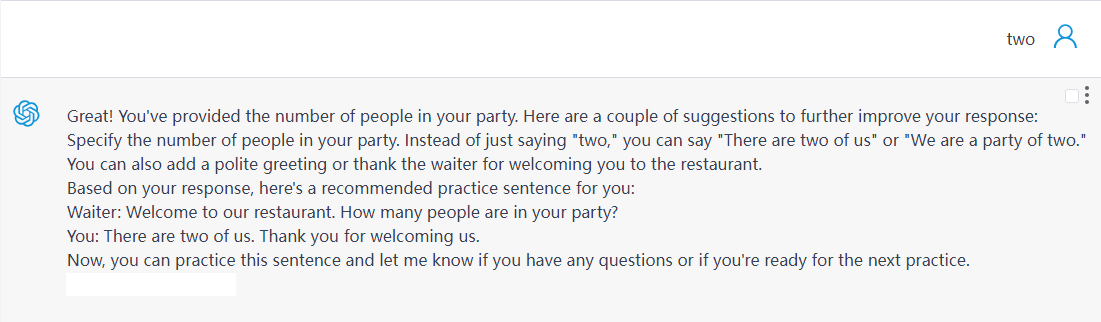 two
Great! You've provided the number of people in your party. Here are a couple of suggestions to further improve your response:
Specify the number of people in your party. Instead of just saying "two," you can say "There are two of us" or "We are a party of two."
You can also add a polite greeting or thank the waiter for welcoming you to the restaurant.
Based on your response, here's a recommended practice sentence for you:
Waiter: Welcome to our restaurant. How many people are in your party?
You: There are two of us. Thank you for welcoming us.
Now, you can practice this sentence and let me know if you have any questions or if you're ready for the next practice.